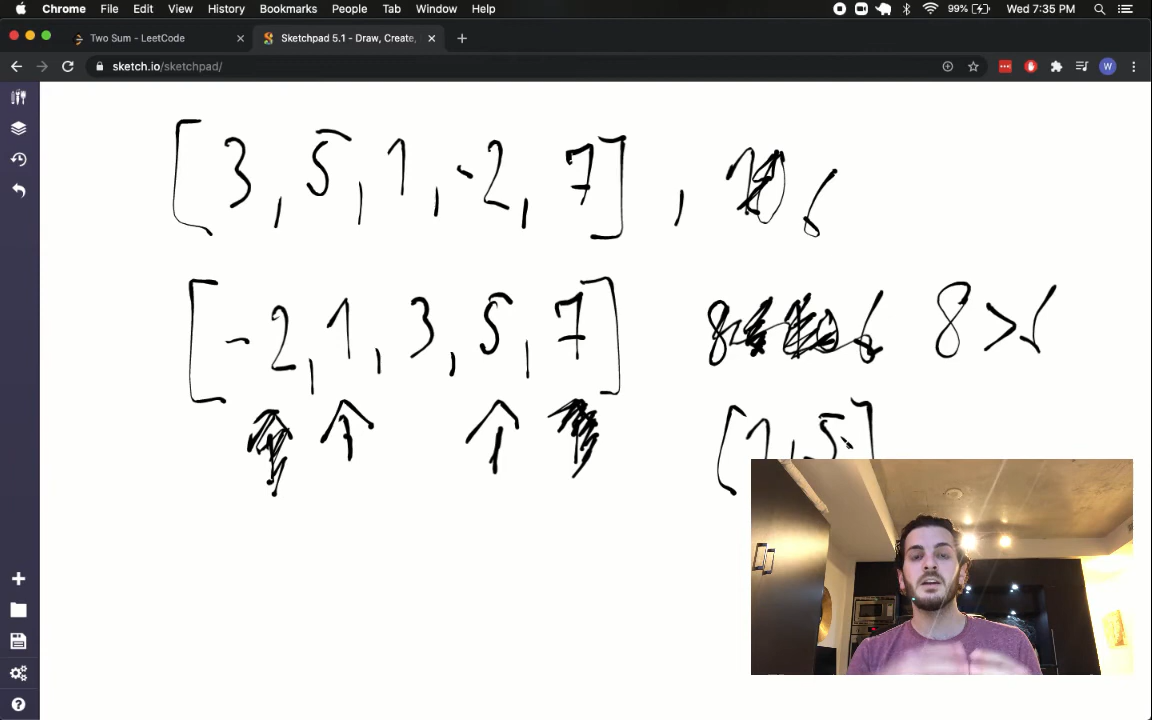 Chrome File Edit View History Bookmarks People Tab Window Help 99% Wed 7:35 PM
Two Sum - LeetCode Sketchpad 5.1 - Draw, Create,
sketch.io/sketchpad/ W
[3, 5, 1, -2, 7] , 6
[-2, 1, 3, 5, 7] 8 6 8 > 6
[1, 5]